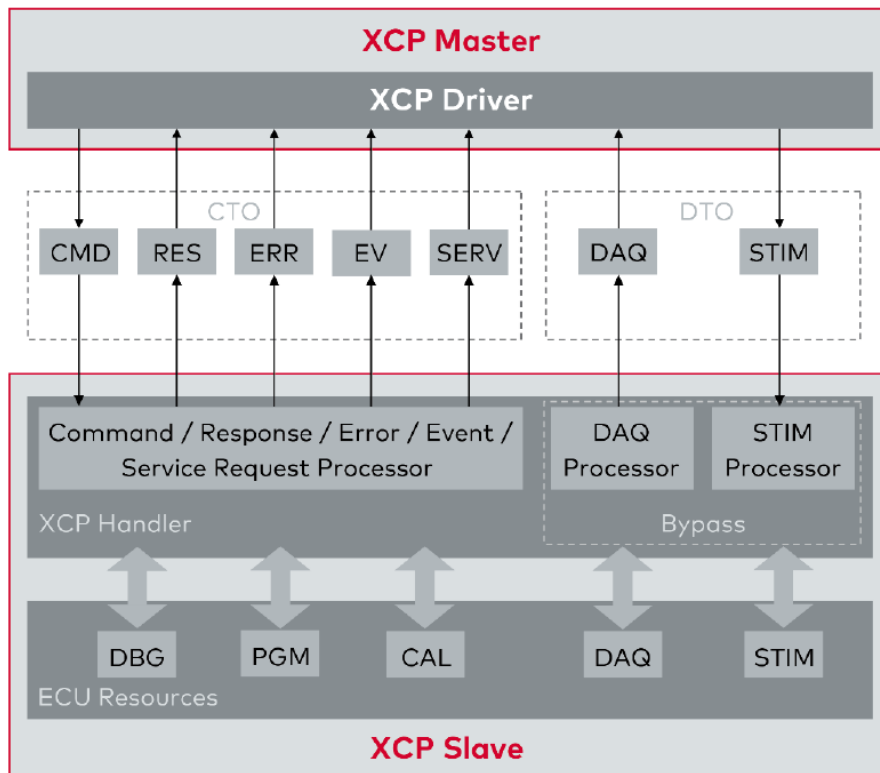 XCP Master
XCP Driver
CTO
DTO
CMD
RES
ERR
EV
SERV
DAQ
STIM
Command / Response / Error / Event /
Service Request Processor
DAQ
Processor
STIM
Processor
XCP Handler
Bypass
DBG
PGM
CAL
DAQ
STIM
ECU Resources
XCP Slave